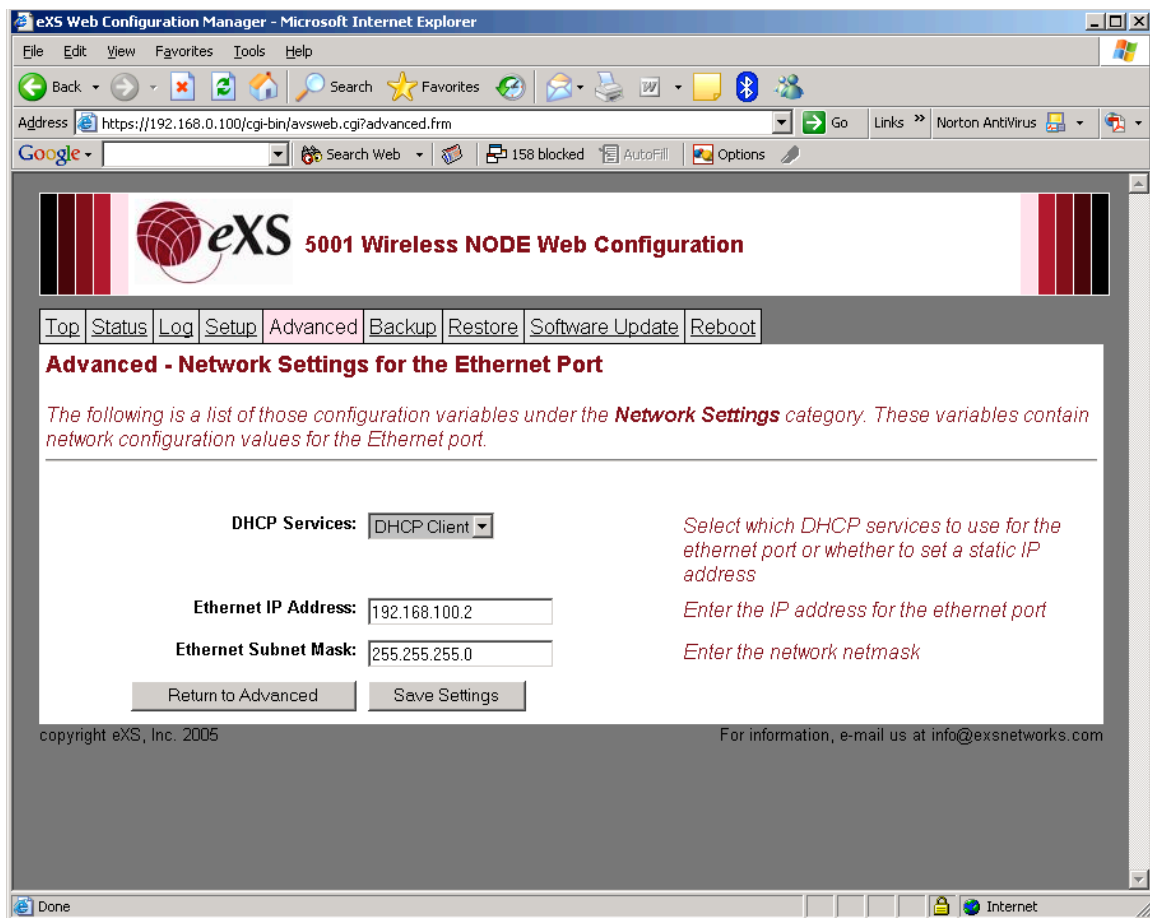 eXS Web Configuration Manager - Microsoft Internet Explorer
File Edit View Favorites Tools Help
Back Search Favorites W
Address https://192.168.0.100/cgi-bin/avsweb.cgi?advanced.frm Go Links » Norton AntiVirus
Google Search Web 158 blocked AutoFill Options
eXS 5001 Wireless NODE Web Configuration
Top Status Log Setup Advanced Backup Restore Software Update Reboot
Advanced - Network Settings for the Ethernet Port
The following is a list of those configuration variables under the Network Settings category. These variables contain
network configuration values for the Ethernet port.
DHCP Services: DHCP Client Select which DHCP services to use for the
ethernet port or whether to set a static IP
address
Ethernet IP Address: 192.168.100.2 Enter the IP address for the ethernet port
Ethernet Subnet Mask: 255.255.255.0 Enter the network netmask
Return to Advanced Save Settings
copyright eXS, Inc. 2005 For information, e-mail us at info@exsnetworks.com
Done Internet